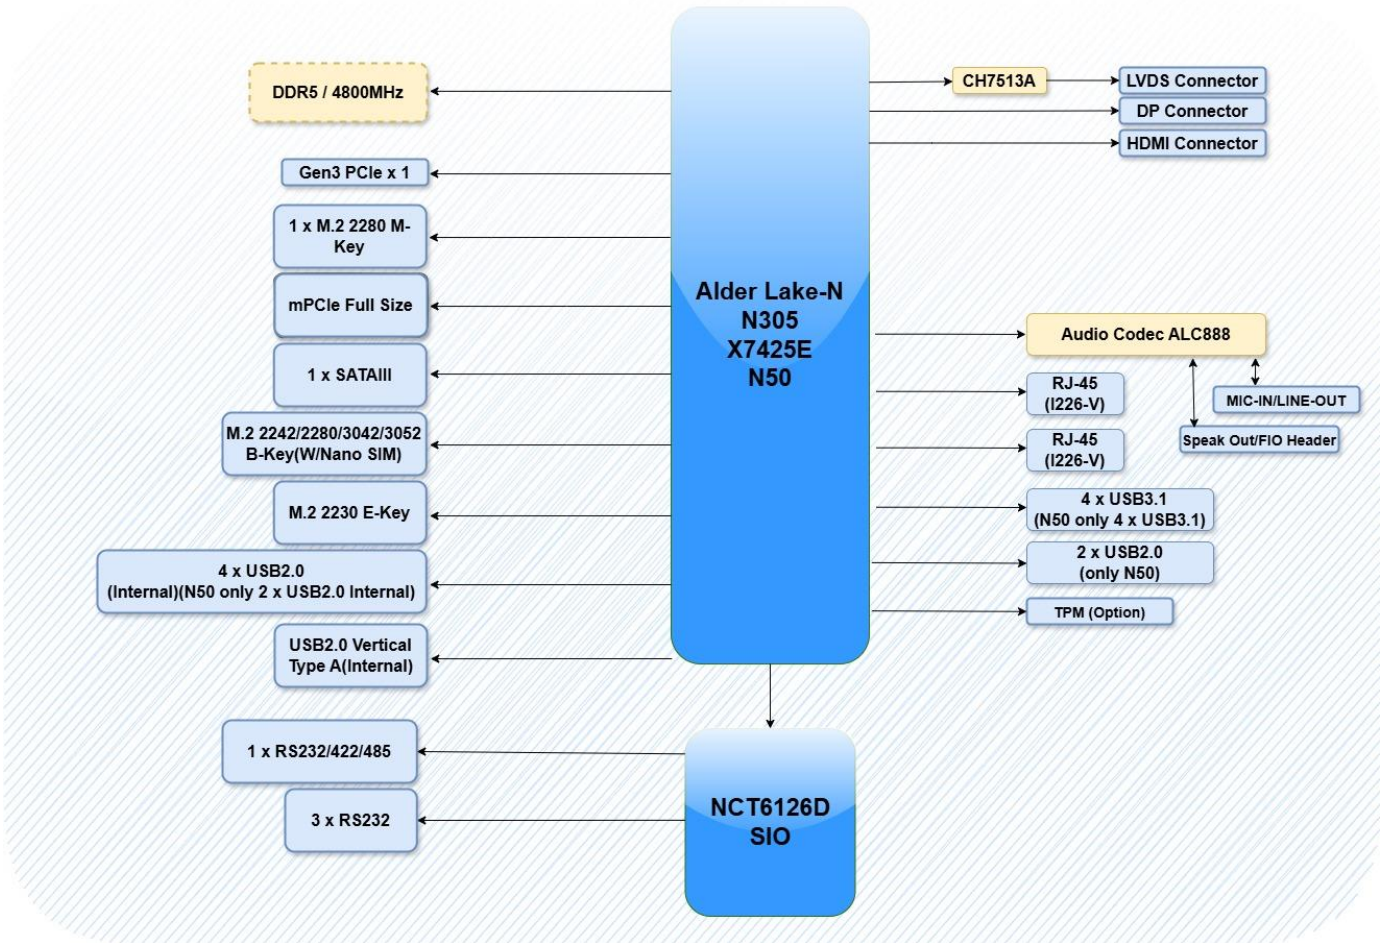 DDR5 / 4800MHz
Gen3 PCIe x 1
1 x M.2 2280 M-
Key
mPCIe Full Size
1 x SATAIII
M.2 2242/2280/3042/3052
B-Key(W/Nano SIM)
M.2 2230 E-Key
4 x USB2.0
(Internal)(N50 only 2 x USB2.0 Internal)
USB2.0 Vertical
Type A(Internal)
1 x RS232/422/485
3 x RS232
Alder Lake-N
N305
X7425E
N50
NCT6126D
SIO
CH7513A
LVDS Connector
DP Connector
HDMI Connector
Audio Codec ALC888
MIC-IN/LINE-OUT
Speak Out/FIO Header
RJ-45
(I226-V)
RJ-45
(I226-V)
4 x USB3.1
(N50 only 4 x USB3.1)
2 x USB2.0
(only N50)
TPM (Option)